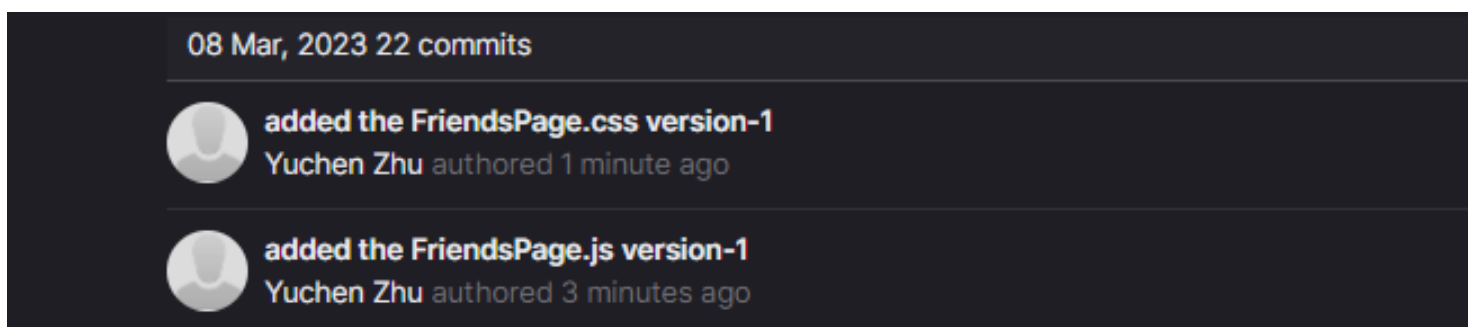 08 Mar, 2023 22 commits
added the FriendsPage.css version-1
Yuchen Zhu authored 1 minute ago
added the FriendsPage.js version-1
Yuchen Zhu authored 3 minutes ago